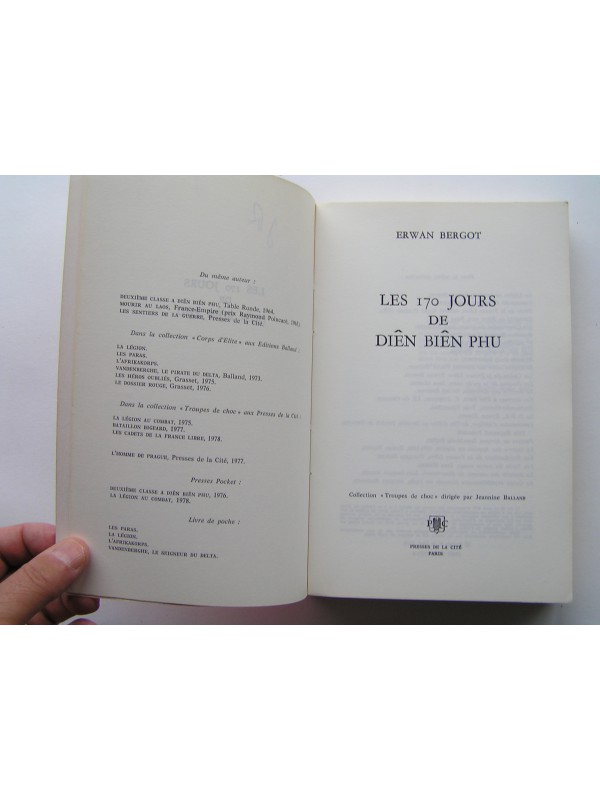 Du même auteur :
DEUXIÈME CLASSE A DIÊN BIÊN PHU, Table Ronde, 1964.
MOURIR AU LAOS, France-Empire (prix Raymond Poincaré, 1965).
LES SENTIERS DE LA GUERRE, Presses de la Cité.
Dans la collection « Corps d'Elite » aux Éditions Balland :
LA LÉGION.
LES PARAS.
L'AFRIKAKORPS.
VANDENBERGHE, LE PIRATE DU DELTA, Balland, 1973.
LES HÉROS OUBLIÉS, Grasset, 1975.
LE DOSSIER ROUGE, Grasset, 1976.
Dans la collection « Troupes de choc » aux Presses de la Cité :
LA LÉGION AU COMBAT, 1975.
BATAILLON BIGEARD, 1977.
LES CADETS DE LA FRANCE LIBRE, 1978.
L'HOMME DE PRAGUE, Presses de la Cité, 1977.
Presses Pocket :
DEUXIÈME CLASSE A DIÊN BIÊN PHU, 1976.
LA LÉGION AU COMBAT, 1978.
Livre de poche :
LES PARAS.
LA LÉGION.
L'AFRIKAKORPS.
VANDENBERGHE, LE SEIGNEUR DU DELTA.
ERWAN BERGOT
LES 170 JOURS
DE
DIÊN BIÊN PHU
Collection « Troupes de choc » dirigée par Jeannine BALLAND
PRESSES DE LA CITÉ
PARIS